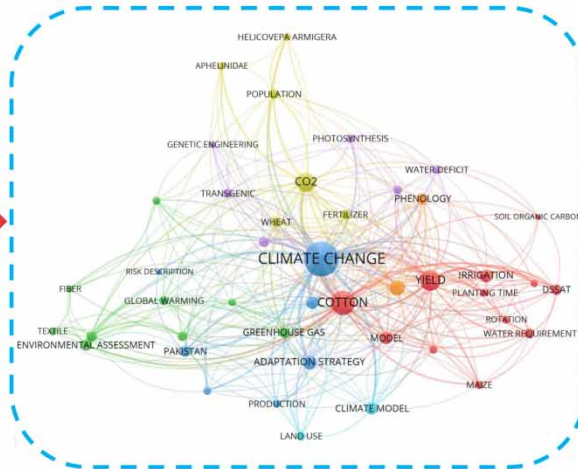 HELICOVEPA ARMIGERA
APHELINIDAE
POPULATION
GENETIC ENGINEERING
PHOTOSYNTHESIS
WATER DEFICIT
CO2
TRANSGENIC
PHENOLOGY
WHEAT
FERTILIZER
SOIL ORGANIC CARBON
CLIMATE CHANGE
RISK DESCRIPTION
YIELD
IRRIGATION
FIBER
GLOBAL WARMING
COTTON
PLANTING TIME
DSSAT
ROTATION
TEXTILE
GREENHOUSE GAS
MODEL
WATER REQUIREMENT
ENVIRONMENTAL ASSESSMENT
PAKISTAN
ADAPTATION STRATEGY
MAIZE
PRODUCTION
CLIMATE MODEL
LAND USE